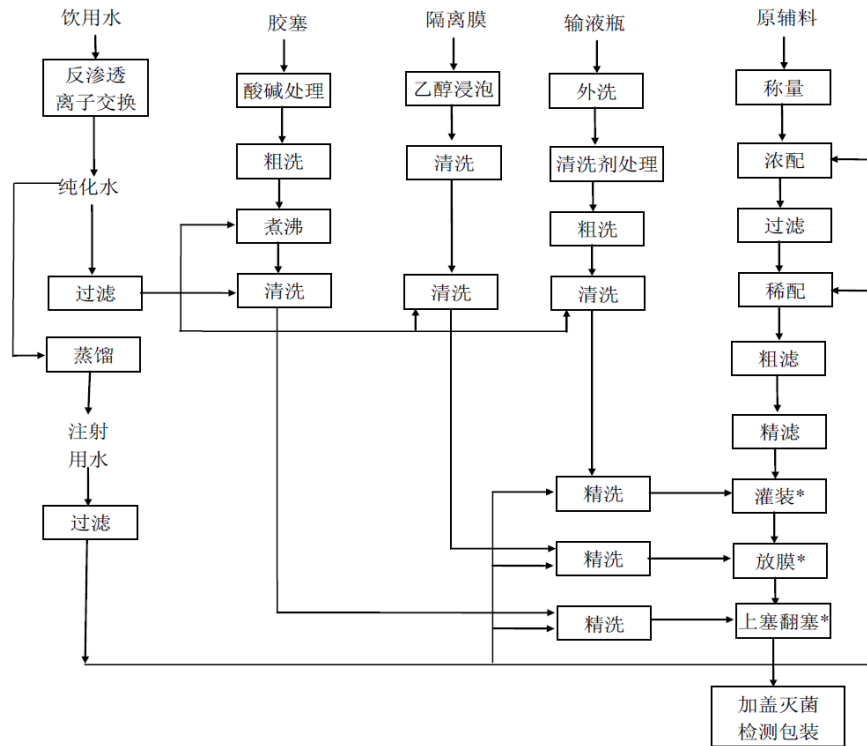 饮用水
胶塞
隔离膜
输液瓶
原辅料
反渗透
离子交换
酸碱处理
乙醇浸泡
外洗
称量
粗洗
清洗
清洗剂处理
浓配
纯化水
煮沸
粗洗
过滤
过滤
清洗
清洗
清洗
稀配
蒸馏
粗滤
注射
用水
精滤
过滤
精洗
灌装*
精洗
放膜*
精洗
上塞翻塞*
加盖灭菌
检测包装